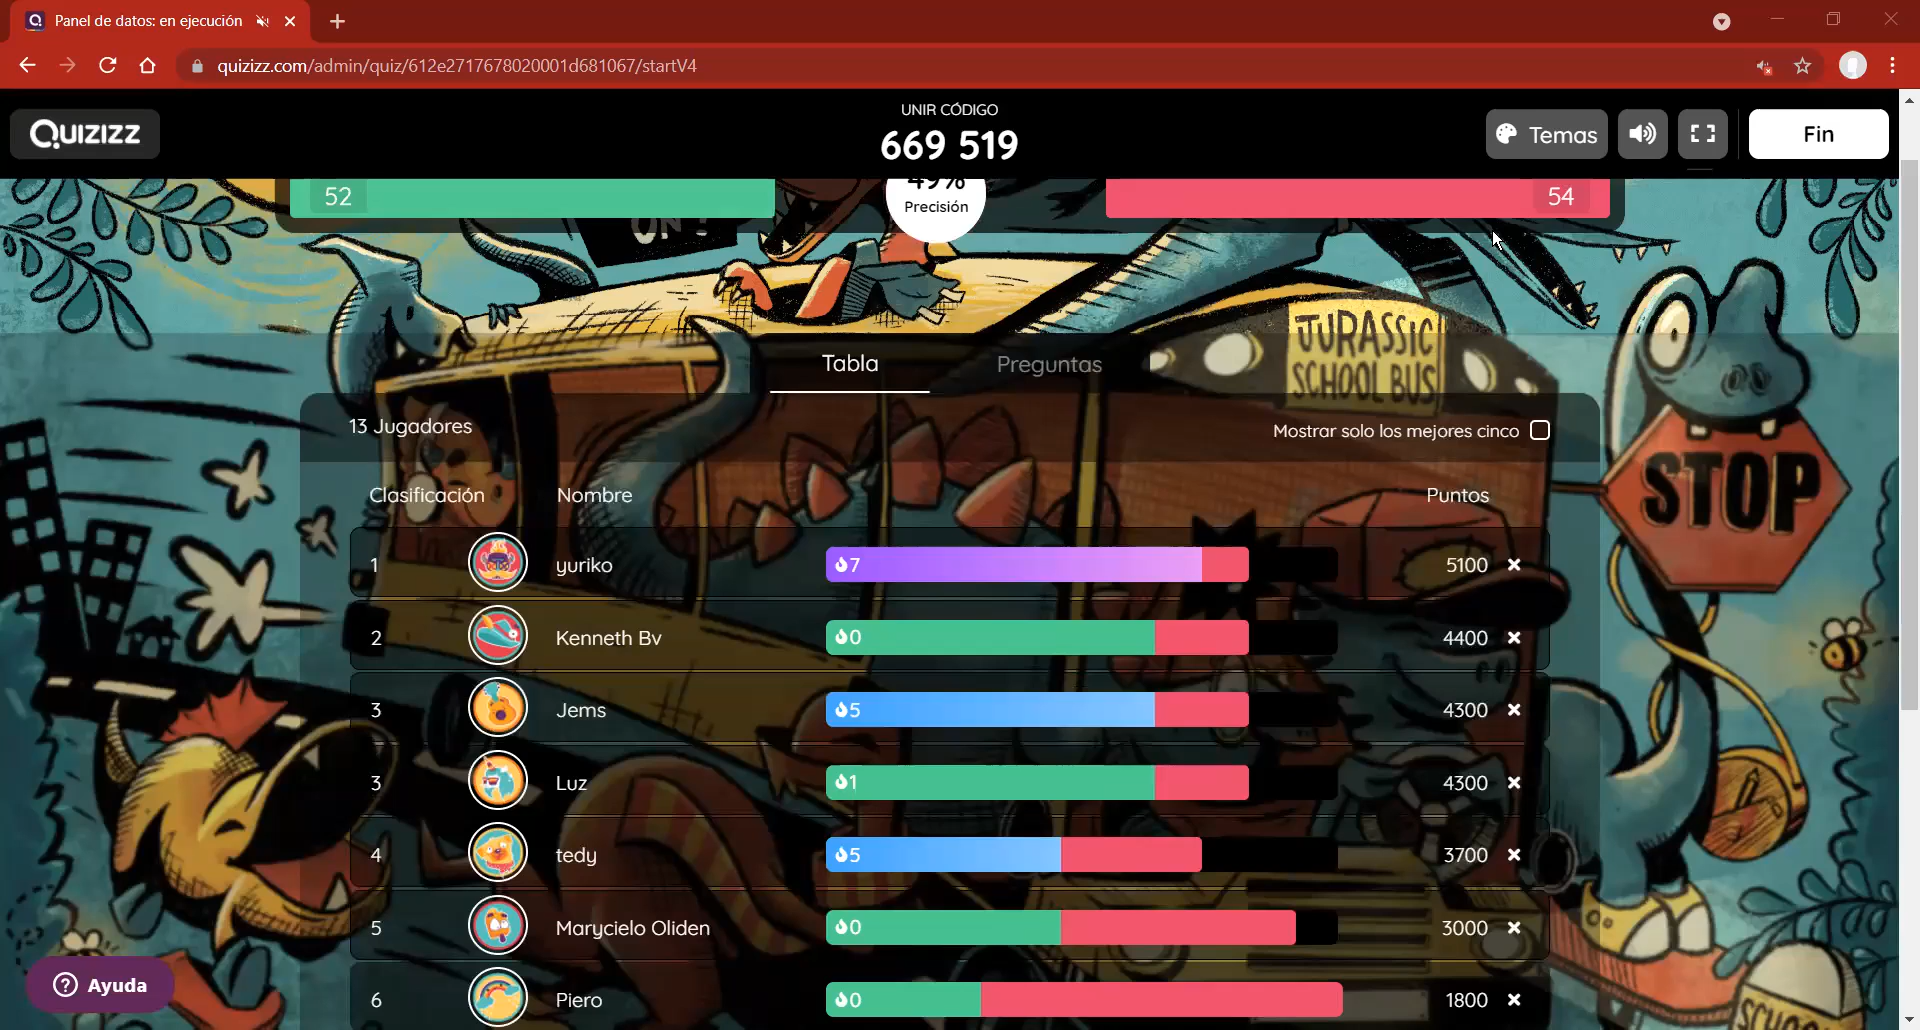 Panel de datos: en ejecución
quizizz.com/admin/quiz/612e2717678020001d681067/startV4
Quizizz
UNIR CÓDIGO
669 519
Temas
Fin
52
49%
Precisión
54
ON!
JURASSIC
SCHOOL BUS
Tabla
Preguntas
13 Jugadores
Mostrar solo los mejores cinco
STOP
Clasificación Nombre Puntos
1 yuriko 7 5100
2 Kenneth Bv 0 4400
3 Jems 5 4300
3 Luz 1 4300
4 tedy 5 3700
5 Marycielo Oliden 0 3000
6 Piero 0 1800
Ayuda
SCHOOL